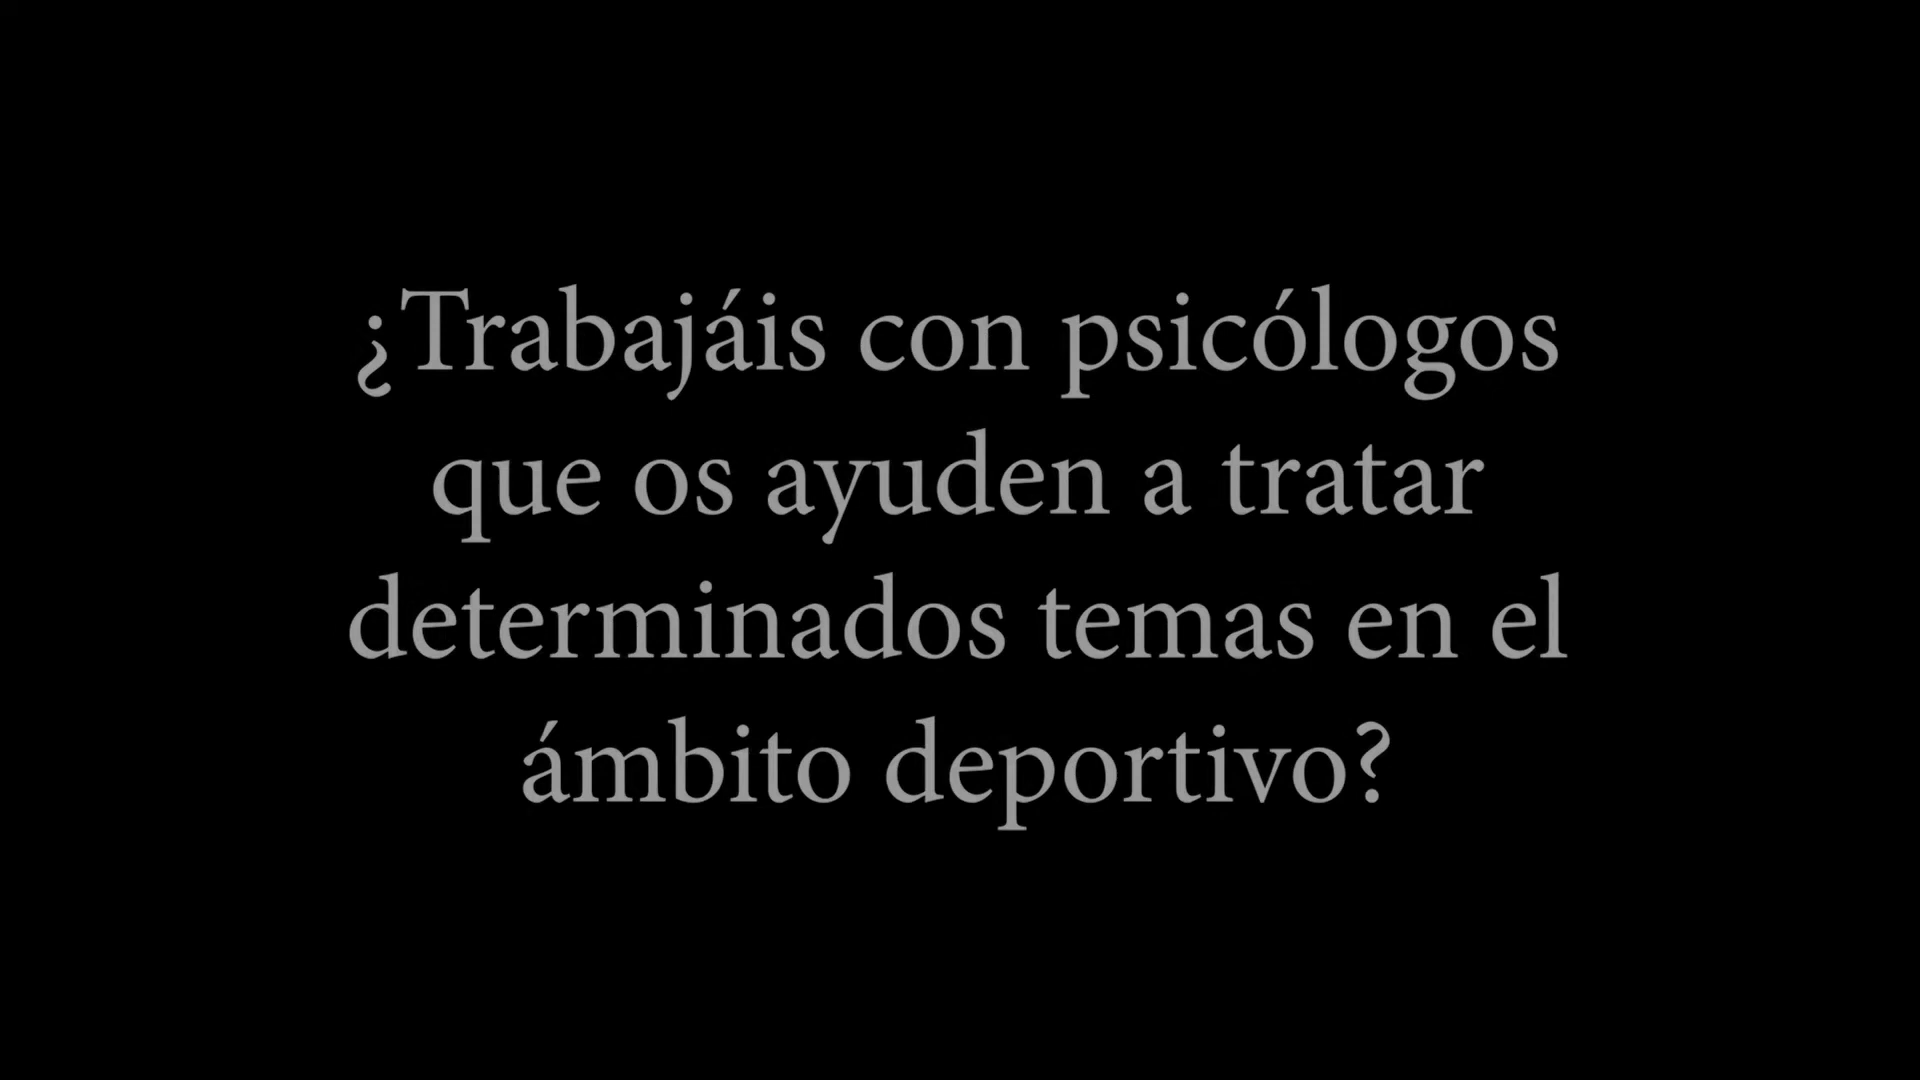 ¿Trabajáis con psicólogos
que os ayuden a tratar
determinados temas en el
ámbito deportivo?